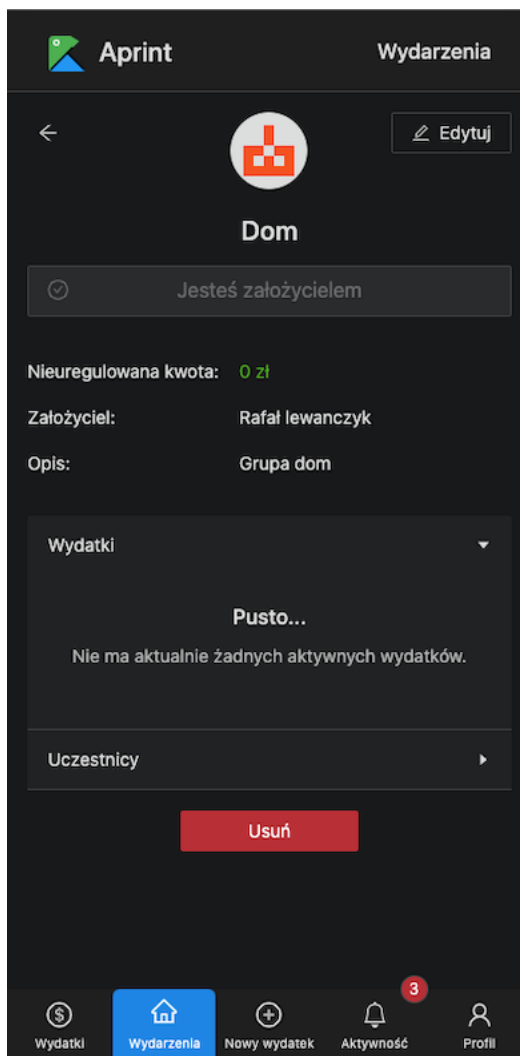 Aprint
Wydarzenia
Edytuj
Dom
Jesteś założycielem
Nieuregulowana kwota: 0 zł
Założyciel: Rafał lewanczyk
Opis: Grupa dom
Wydatki
Pusto...
Nie ma aktualnie żadnych aktywnych wydatków.
Uczestnicy
Usuń
3
Wydatki Wydarzenia Nowy wydatek Aktywność Profil